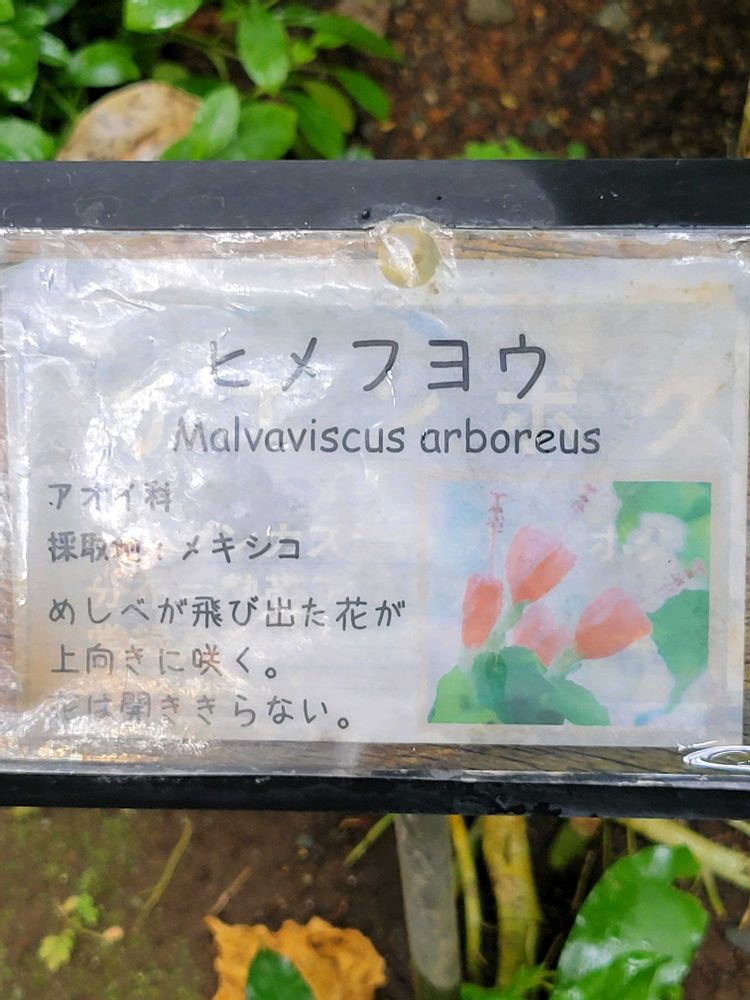 ヒメフヨウ
Malvaviscus arboreus
アオイ科
採取地：メキシコ
めしべが飛び出た花が
上向きに咲く。
花は開ききらない。